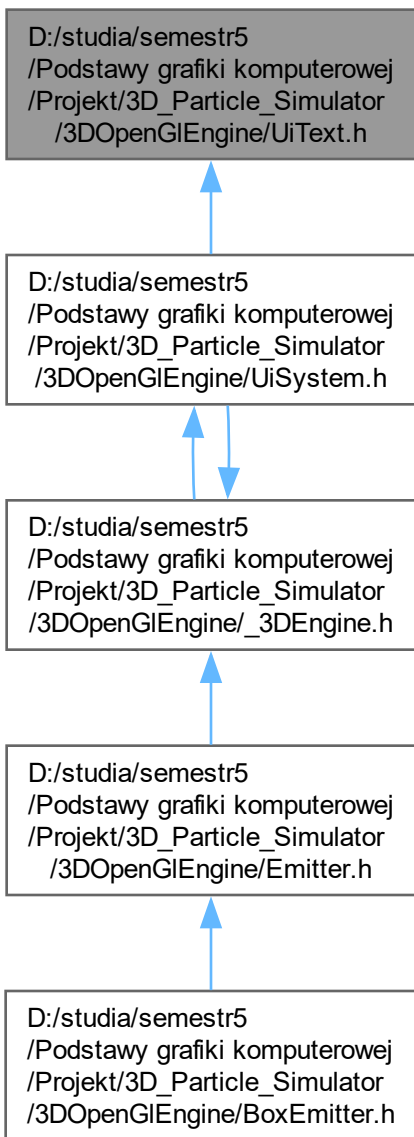 D:/studia/semestr5
/Podstawy grafiki komputerowej
/Projekt/3D_Particle_Simulator
/3DOpenGlEngine/UiText.h
D:/studia/semestr5
/Podstawy grafiki komputerowej
/Projekt/3D_Particle_Simulator
/3DOpenGlEngine/UiSystem.h
D:/studia/semestr5
/Podstawy grafiki komputerowej
/Projekt/3D_Particle_Simulator
/3DOpenGlEngine/_3DEngine.h
D:/studia/semestr5
/Podstawy grafiki komputerowej
/Projekt/3D_Particle_Simulator
/3DOpenGlEngine/Emitter.h
D:/studia/semestr5
/Podstawy grafiki komputerowej
/Projekt/3D_Particle_Simulator
/3DOpenGlEngine/BoxEmitter.h